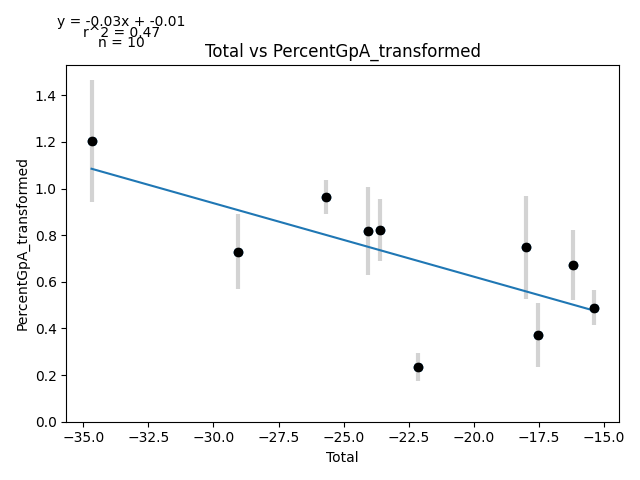 y = -0.03x + -0.01
r^2 = 0.47
n = 10
Total vs PercentGpA_transformed
PercentGpA_transformed
1.4
1.2
1.0
0.8
0.6
0.4
0.2
0.0
−35.0 −32.5 −30.0 −27.5 −25.0 −22.5 −20.0 −17.5 −15.0
Total